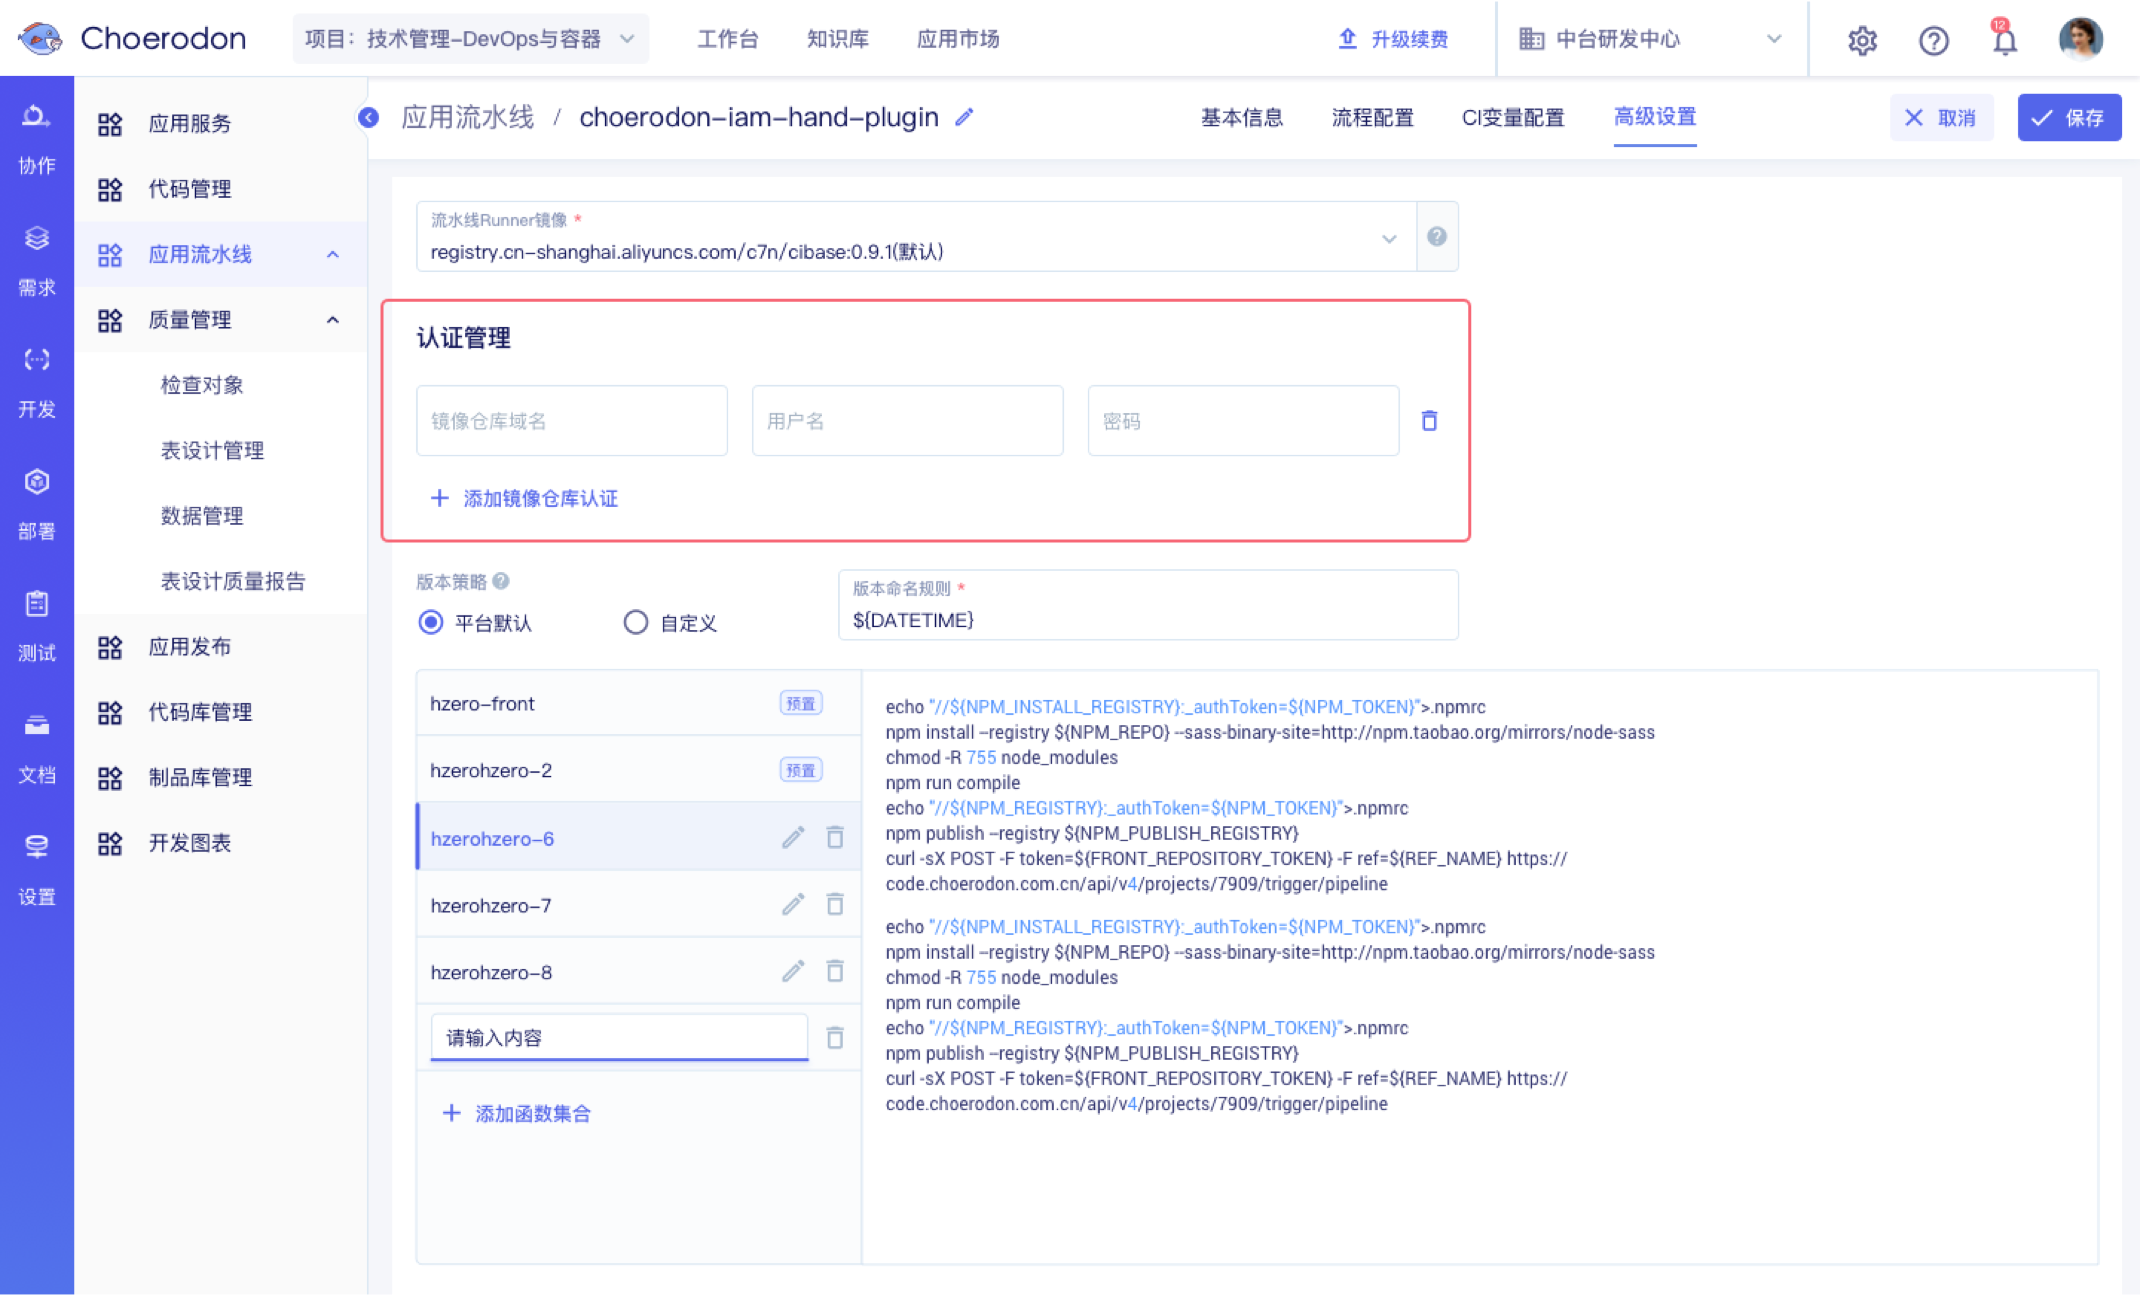 Choerodon
项目：技术管理-DevOps与容器
工作台
知识库
应用市场
升级续费
中台研发中心
12
协作
需求
开发
部署
测试
文档
设置
应用服务
代码管理
应用流水线
质量管理
检查对象
表设计管理
数据管理
表设计质量报告
应用发布
代码库管理
制品库管理
开发图表
应用流水线 / choerodon-iam-hand-plugin
基本信息
流程配置
CI变量配置
高级设置
取消
保存
流水线Runner镜像 *
registry.cn-shanghai.aliyuncs.com/c7n/cibase:0.9.1(默认)
认证管理
镜像仓库域名
用户名
密码
添加镜像仓库认证
版本策略
平台默认
自定义
版本命名规则 *
${DATETIME}
hzero-front 预置
hzerohzero-2 预置
hzerohzero-6
hzerohzero-7
hzerohzero-8
请输入内容
添加函数集合
echo "//${NPM_INSTALL_REGISTRY}:_authToken=${NPM_TOKEN}">.npmrc
npm install –registry ${NPM_REPO} --sass-binary-site=http://npm.taobao.org/mirrors/node-sass
chmod -R 755 node_modules
npm run compile
echo "//${NPM_REGISTRY}:_authToken=${NPM_TOKEN}">.npmrc
npm publish –registry ${NPM_PUBLISH_REGISTRY}
curl -sX POST -F token=${FRONT_REPOSITORY_TOKEN} -F ref=${REF_NAME} https://
code.choerodon.com.cn/api/v4/projects/7909/trigger/pipeline
echo "//${NPM_INSTALL_REGISTRY}:_authToken=${NPM_TOKEN}">.npmrc
npm install –registry ${NPM_REPO} --sass-binary-site=http://npm.taobao.org/mirrors/node-sass
chmod -R 755 node_modules
npm run compile
echo "//${NPM_REGISTRY}:_authToken=${NPM_TOKEN}">.npmrc
npm publish –registry ${NPM_PUBLISH_REGISTRY}
curl -sX POST -F token=${FRONT_REPOSITORY_TOKEN} -F ref=${REF_NAME} https://
code.choerodon.com.cn/api/v4/projects/7909/trigger/pipeline